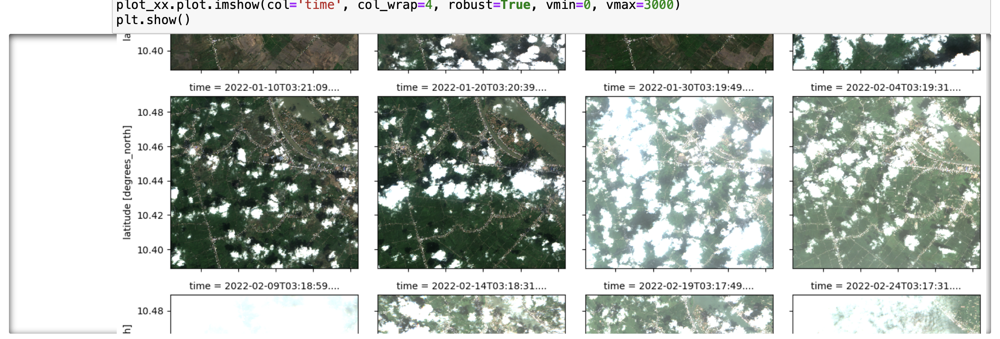 plot_xx.plot.imshow(col='time', col_wrap=4, robust=True, vmin=0, vmax=3000)
plt.show()
la
10.40
time = 2022-01-10T03:21:09.... time = 2022-01-20T03:20:39.... time = 2022-01-30T03:19:49.... time = 2022-02-04T03:19:31....
latitude [degrees_north]
10.48
10.46
10.44
10.42
10.40
time = 2022-02-09T03:18:59.... time = 2022-02-14T03:18:31.... time = 2022-02-19T03:17:49.... time = 2022-02-24T03:17:31....
10.48
h]